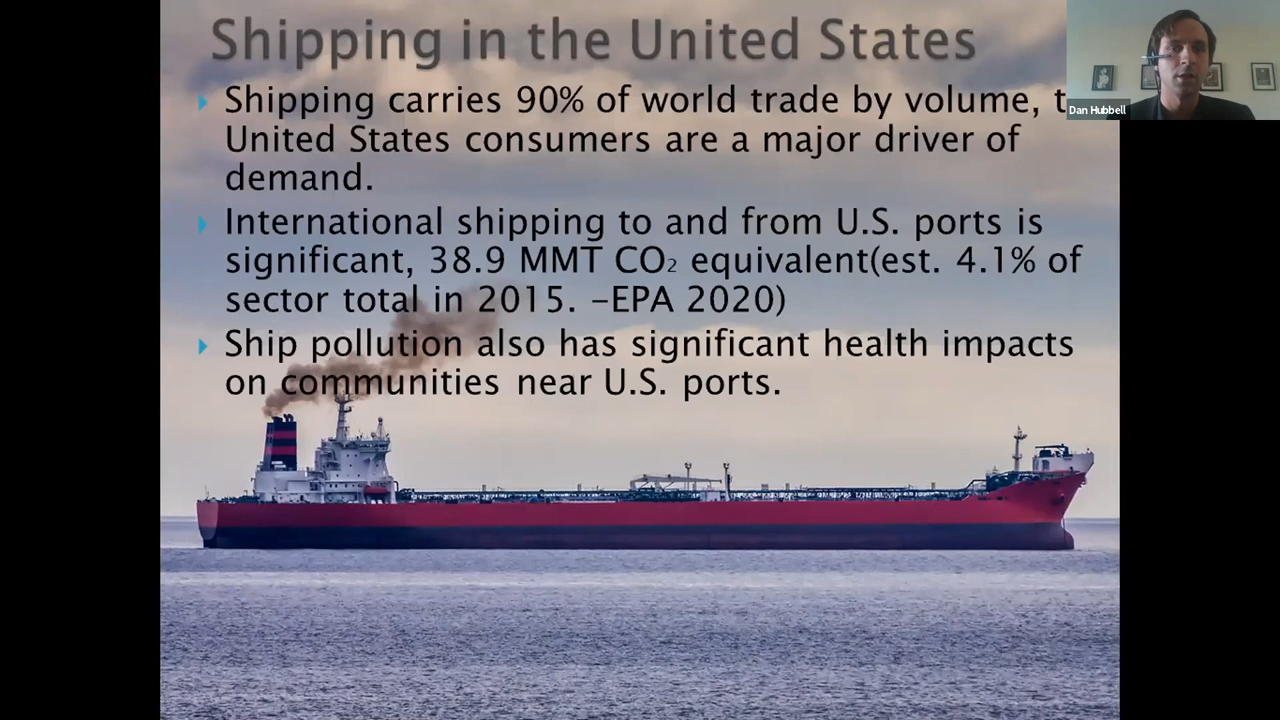 Shipping in the United States
Shipping carries 90% of world trade by volume,
United States consumers are a major driver of
demand.
International shipping to and from U.S. ports is
significant, 38.9 MMT CO₂ equivalent(est. 4.1% of
sector total in 2015. -EPA 2020)
Ship pollution also has significant health impacts
on communities near U.S. ports.
Dan Hubbell